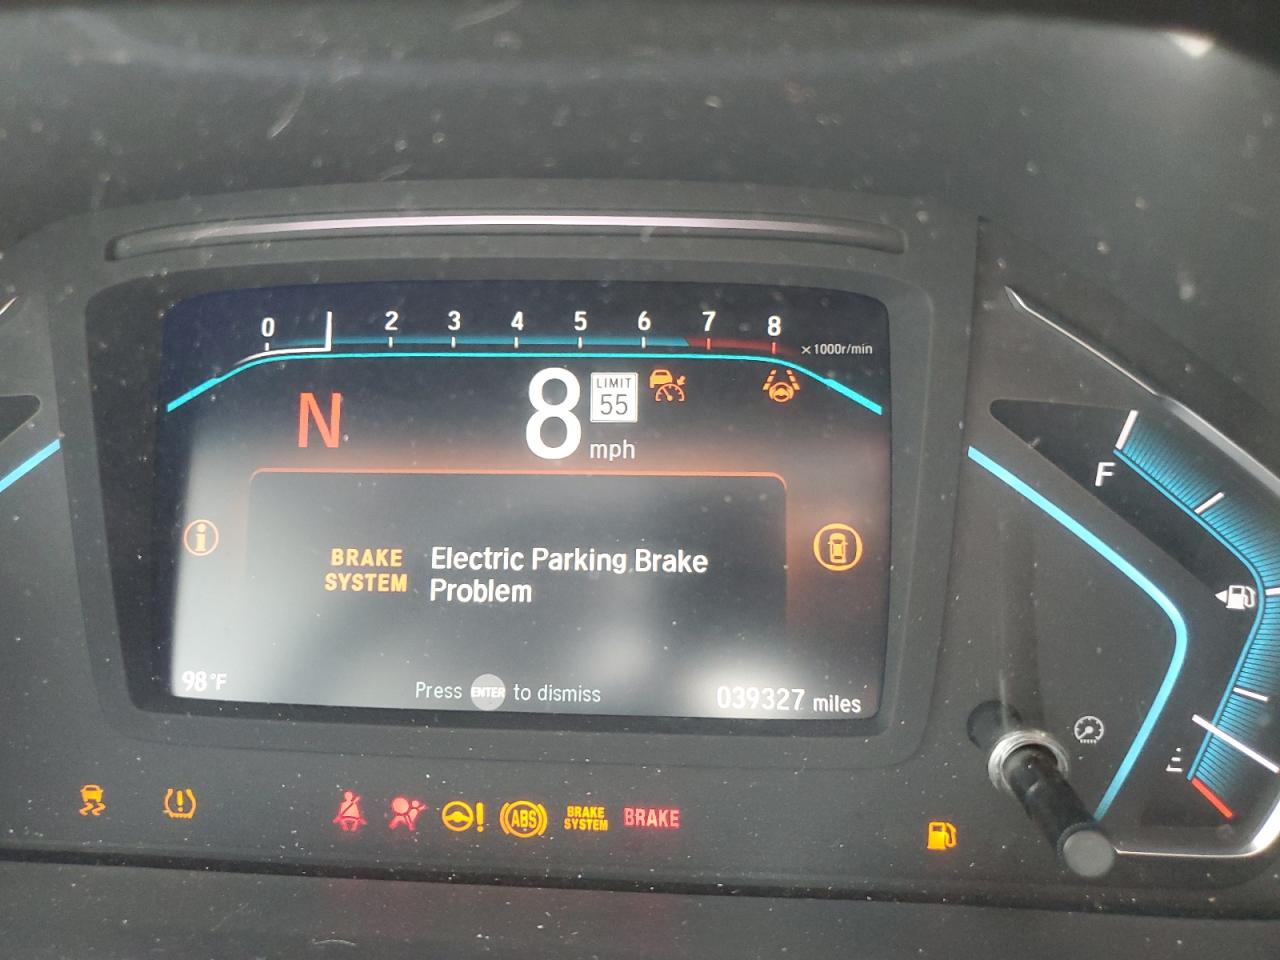 0 2 3 4 5 6 7 8 ×1000r/min
N 8 mph
LIMIT
55
BRAKE
SYSTEM
Electric Parking Brake
Problem
98°F
Press ENTER to dismiss
039327 miles
F
ABS
BRAKE
SYSTEM
BRAKE